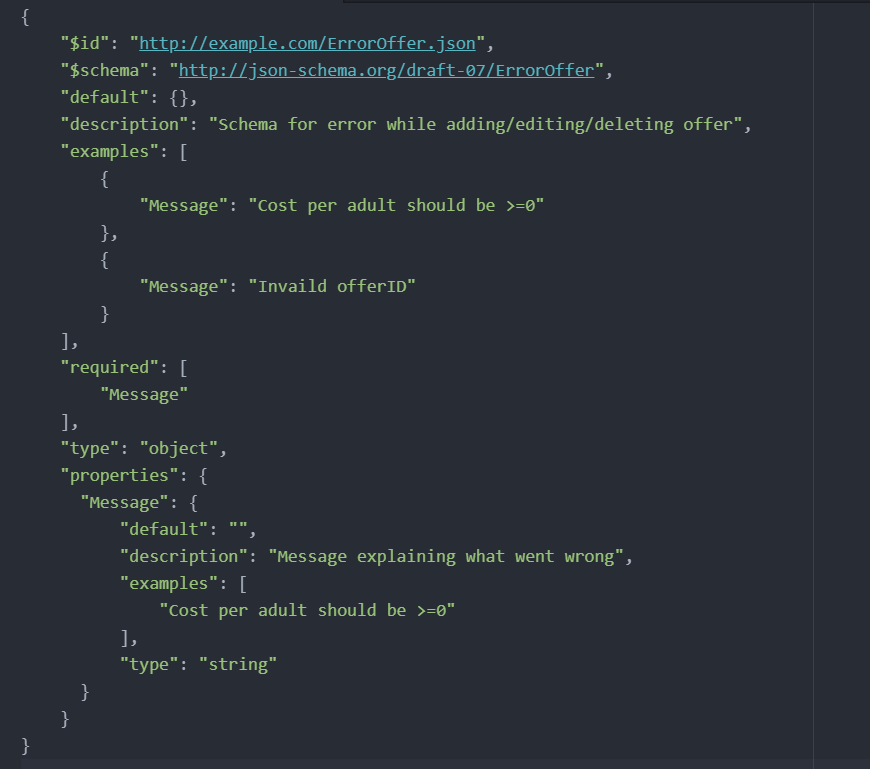 {
    "$id": "http://example.com/ErrorOffer.json",
    "$schema": "http://json-schema.org/draft-07/ErrorOffer",
    "default": {},
    "description": "Schema for error while adding/editing/deleting offer",
    "examples": [
        {
            "Message": "Cost per adult should be >=0"
        },
        {
            "Message": "Invaild offerID"
        }
    ],
    "required": [
        "Message"
    ],
    "type": "object",
    "properties": {
      "Message": {
          "default": "",
          "description": "Message explaining what went wrong",
          "examples": [
              "Cost per adult should be >=0"
          ],
          "type": "string"
      }
    }
}